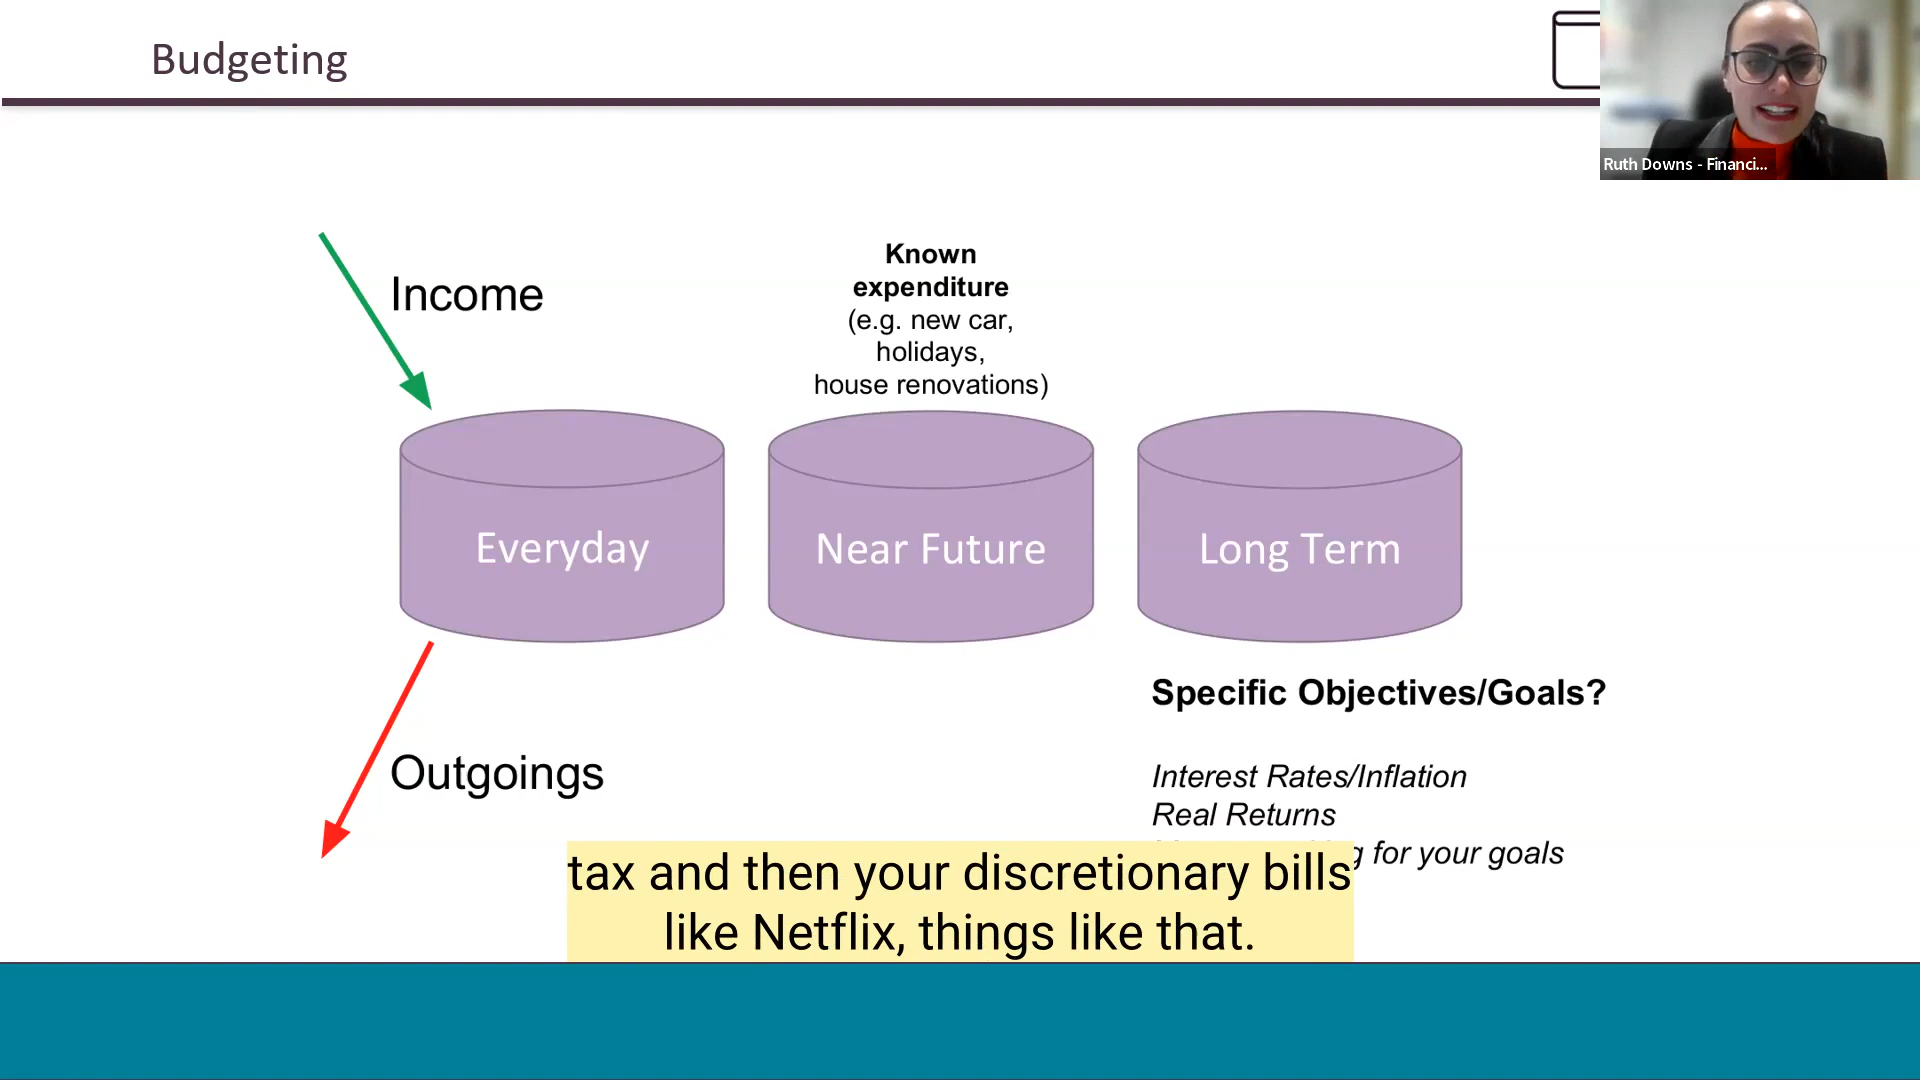 Budgeting
Ruth Downs - Financi...
Income
Known
expenditure
(e.g. new car,
holidays,
house renovations)
Everyday
Near Future
Long Term
Outgoings
Specific Objectives/Goals?
Interest Rates/Inflation
Real Returns
for your goals
tax and then your discretionary bills
like Netflix, things like that.